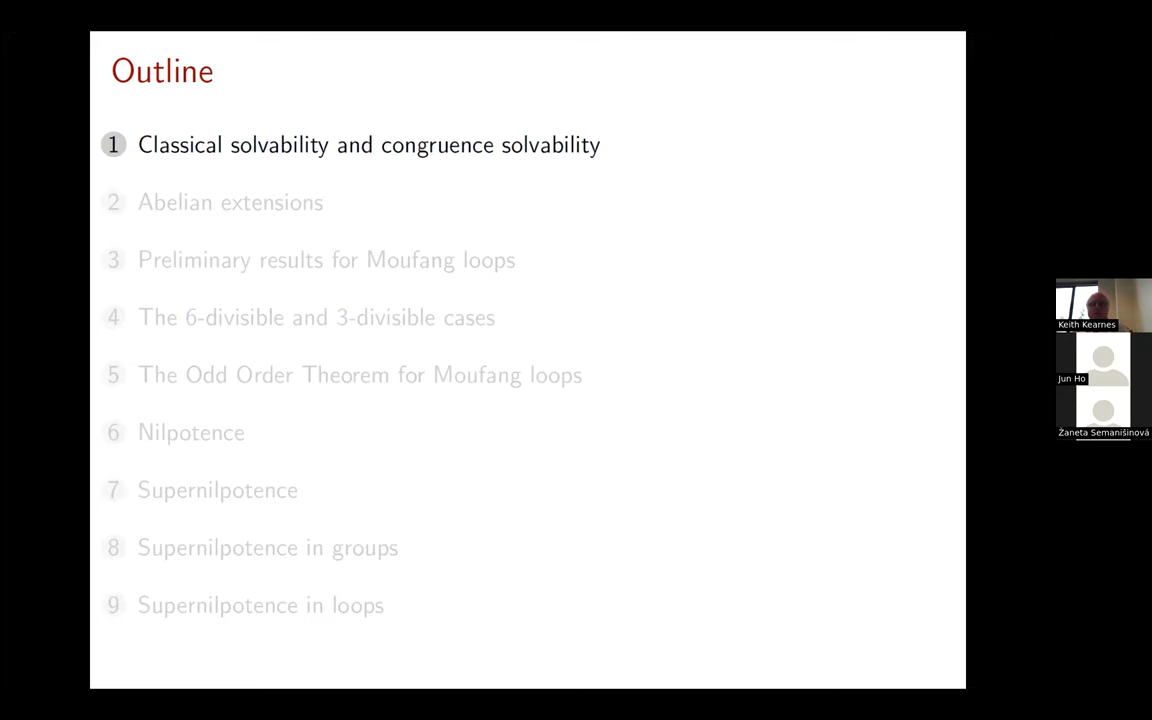 Outline
1 Classical solvability and congruence solvability
2 Abelian extensions
3 Preliminary results for Moufang loops
4 The 6-divisible and 3-divisible cases
5 The Odd Order Theorem for Moufang loops
6 Nilpotence
7 Supernilpotence
8 Supernilpotence in groups
9 Supernilpotence in loops
Keith Kearnes
Jun Ho
Žaneta Semanišinová